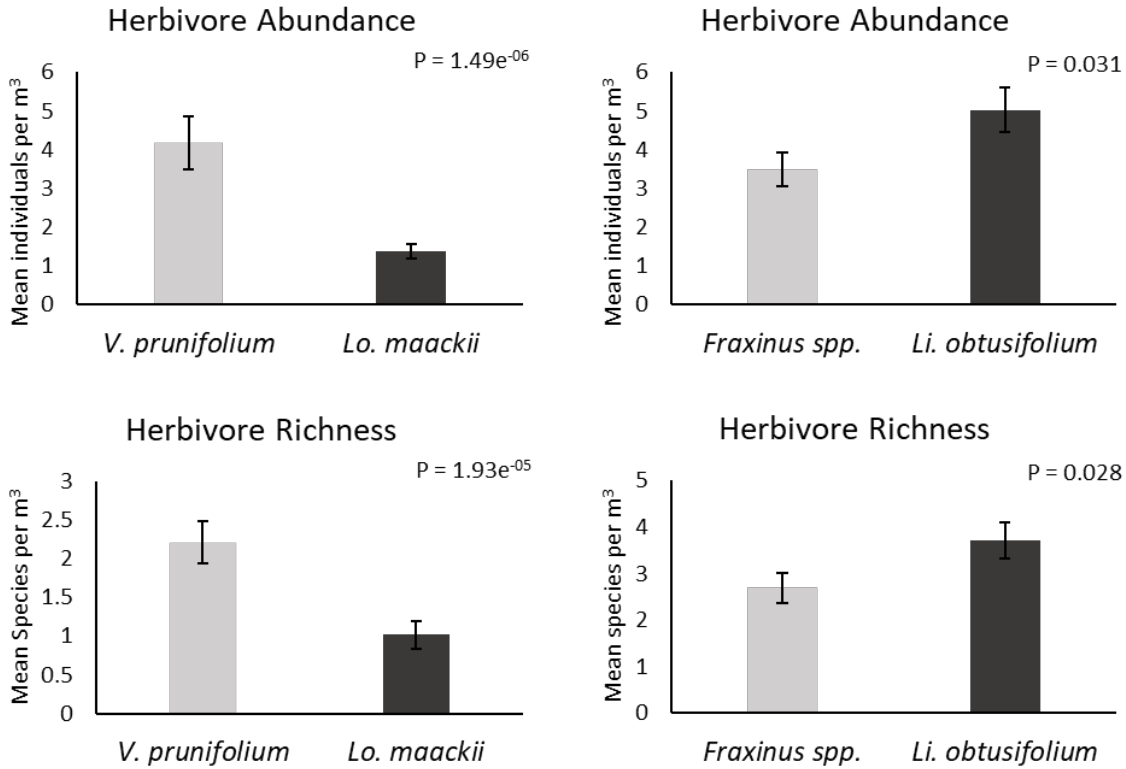 Herbivore Abundance
P = 1.49e-06
Mean individuals per m³
6
5
4
3
2
1
0
V. prunifolium
Lo. maackii
Herbivore Abundance
P = 0.031
Mean individuals per m³
6
5
4
3
2
1
0
Fraxinus spp.
Li. obtusifolium
Herbivore Richness
P = 1.93e-05
Mean Species per m³
3
2.5
2
1.5
1
0.5
0
V. prunifolium
Lo. maackii
Herbivore Richness
P = 0.028
Mean species per m³
5
4
3
2
1
0
Fraxinus spp.
Li. obtusifolium